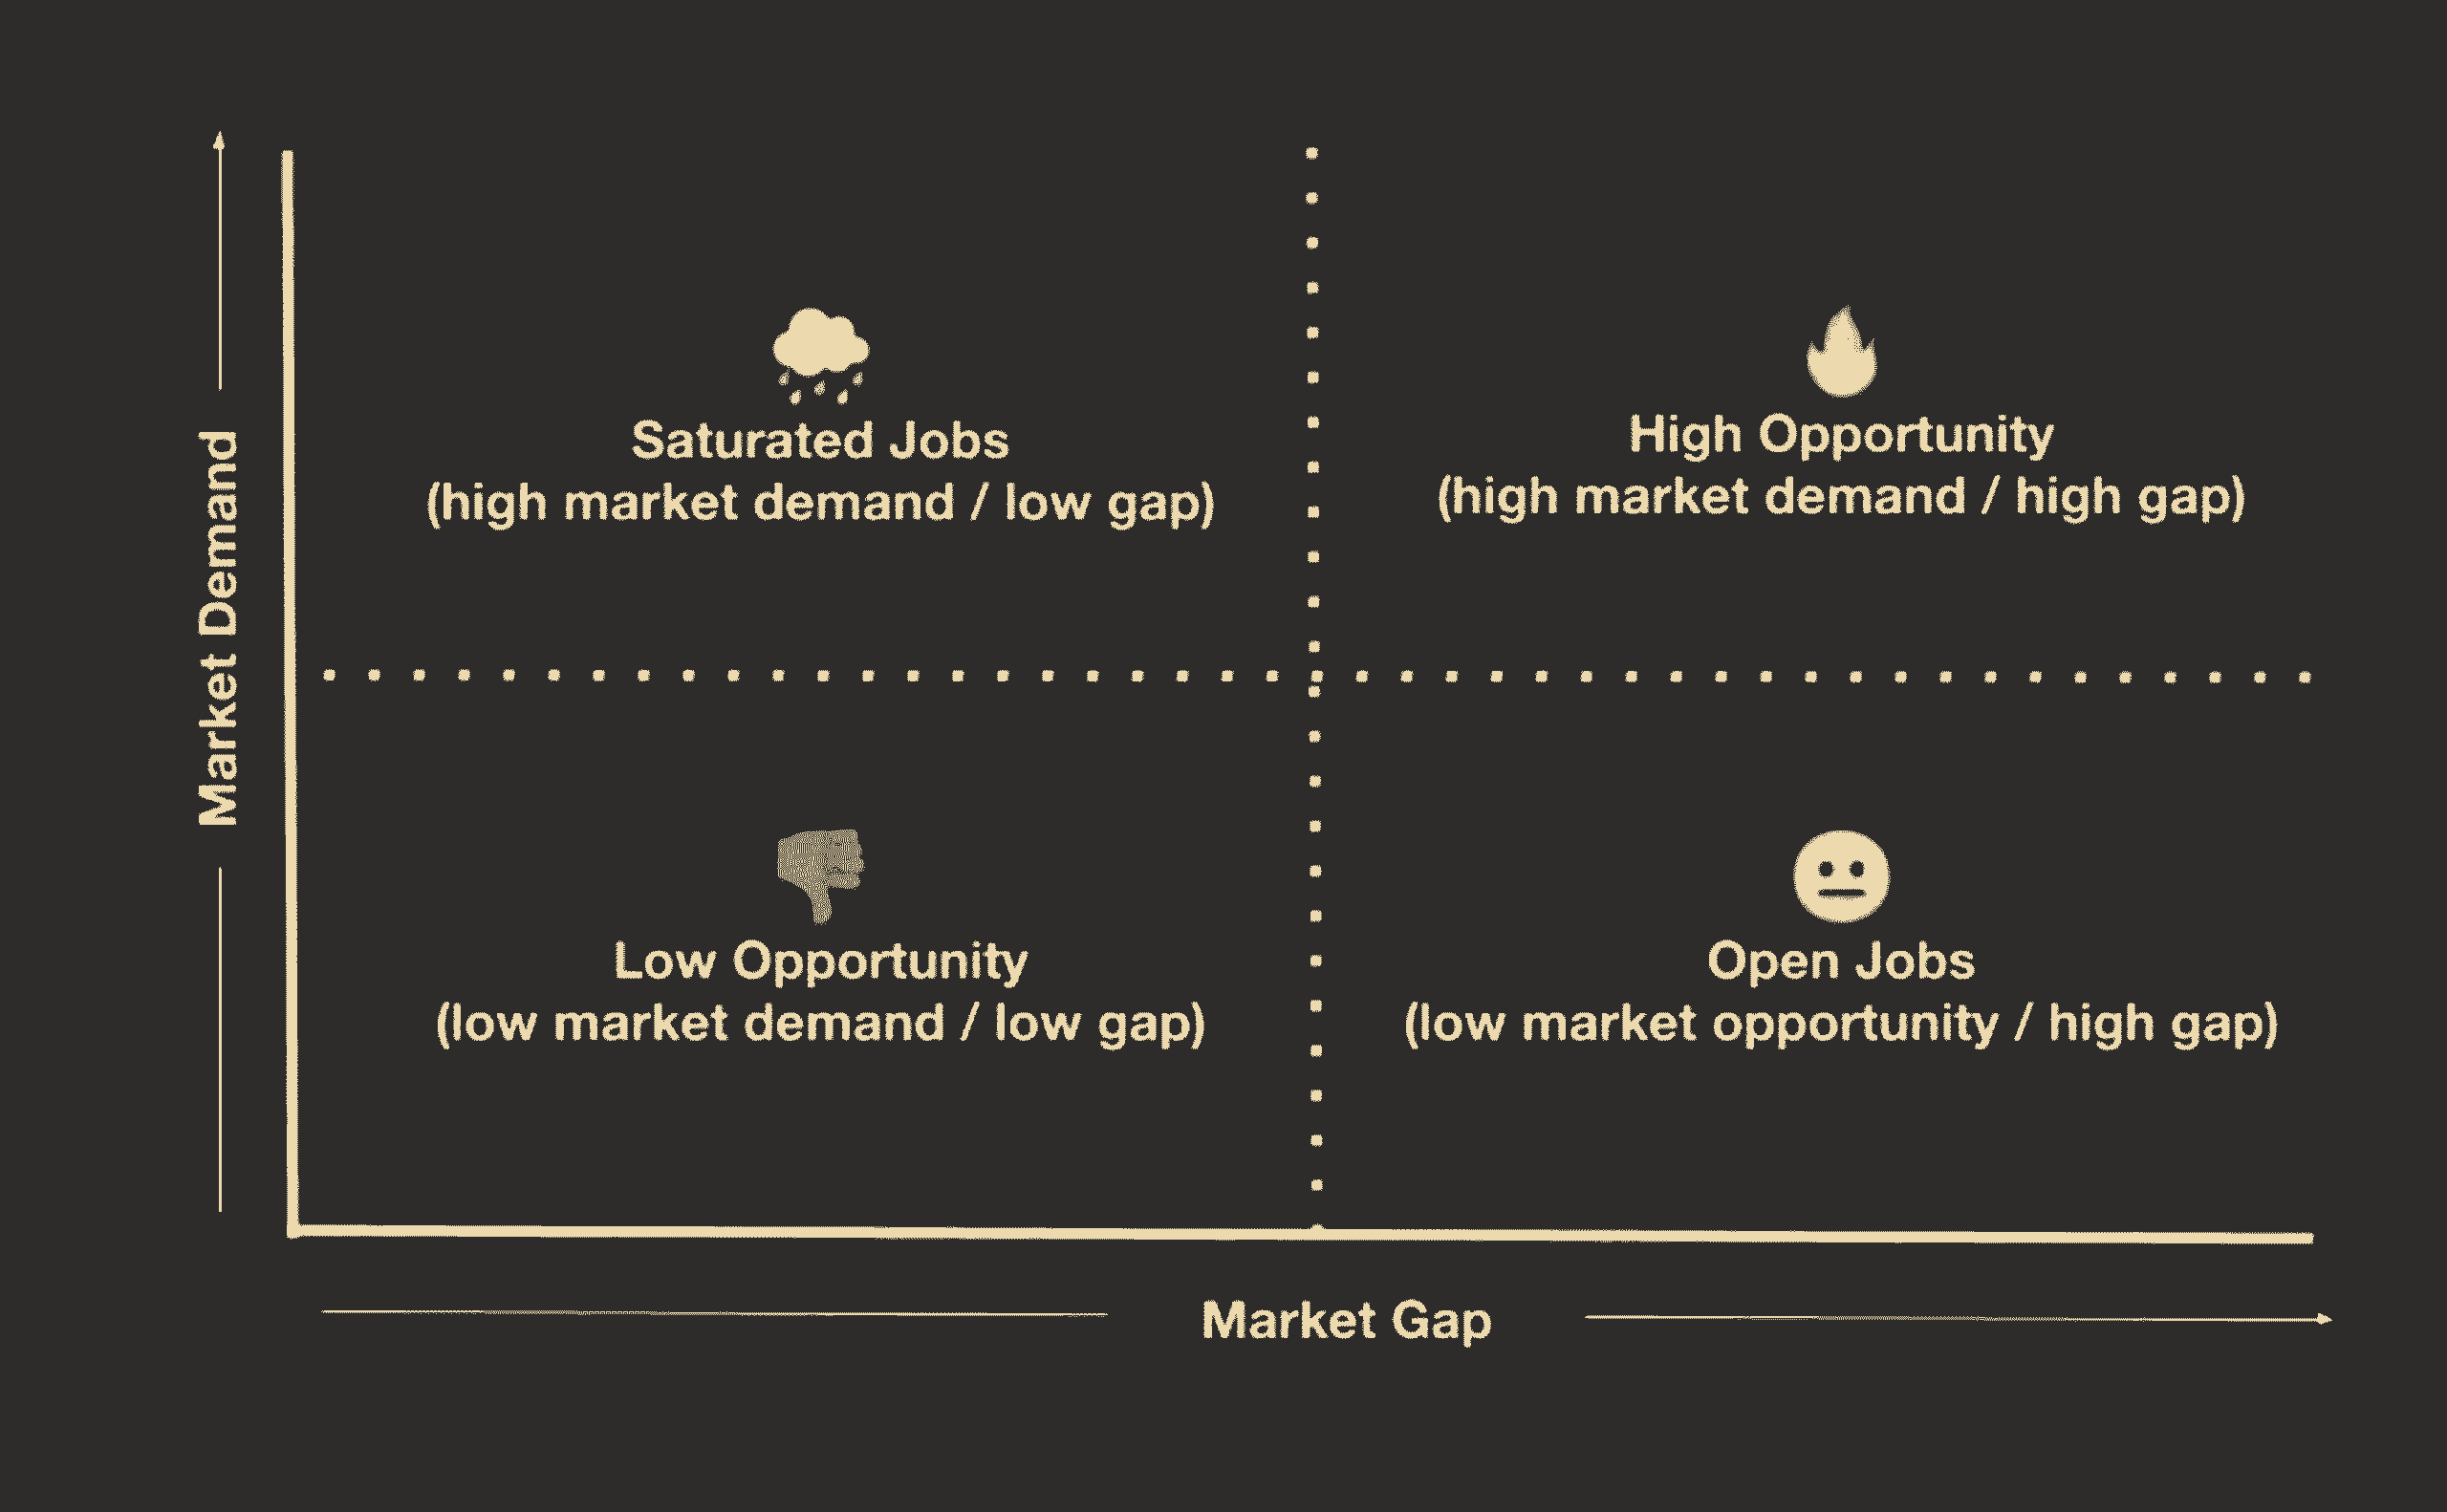 Market Demand
Saturated Jobs
(high market demand / low gap)
High Opportunity
(high market demand / high gap)
Low Opportunity
(low market demand / low gap)
Open Jobs
(low market opportunity / high gap)
Market Gap